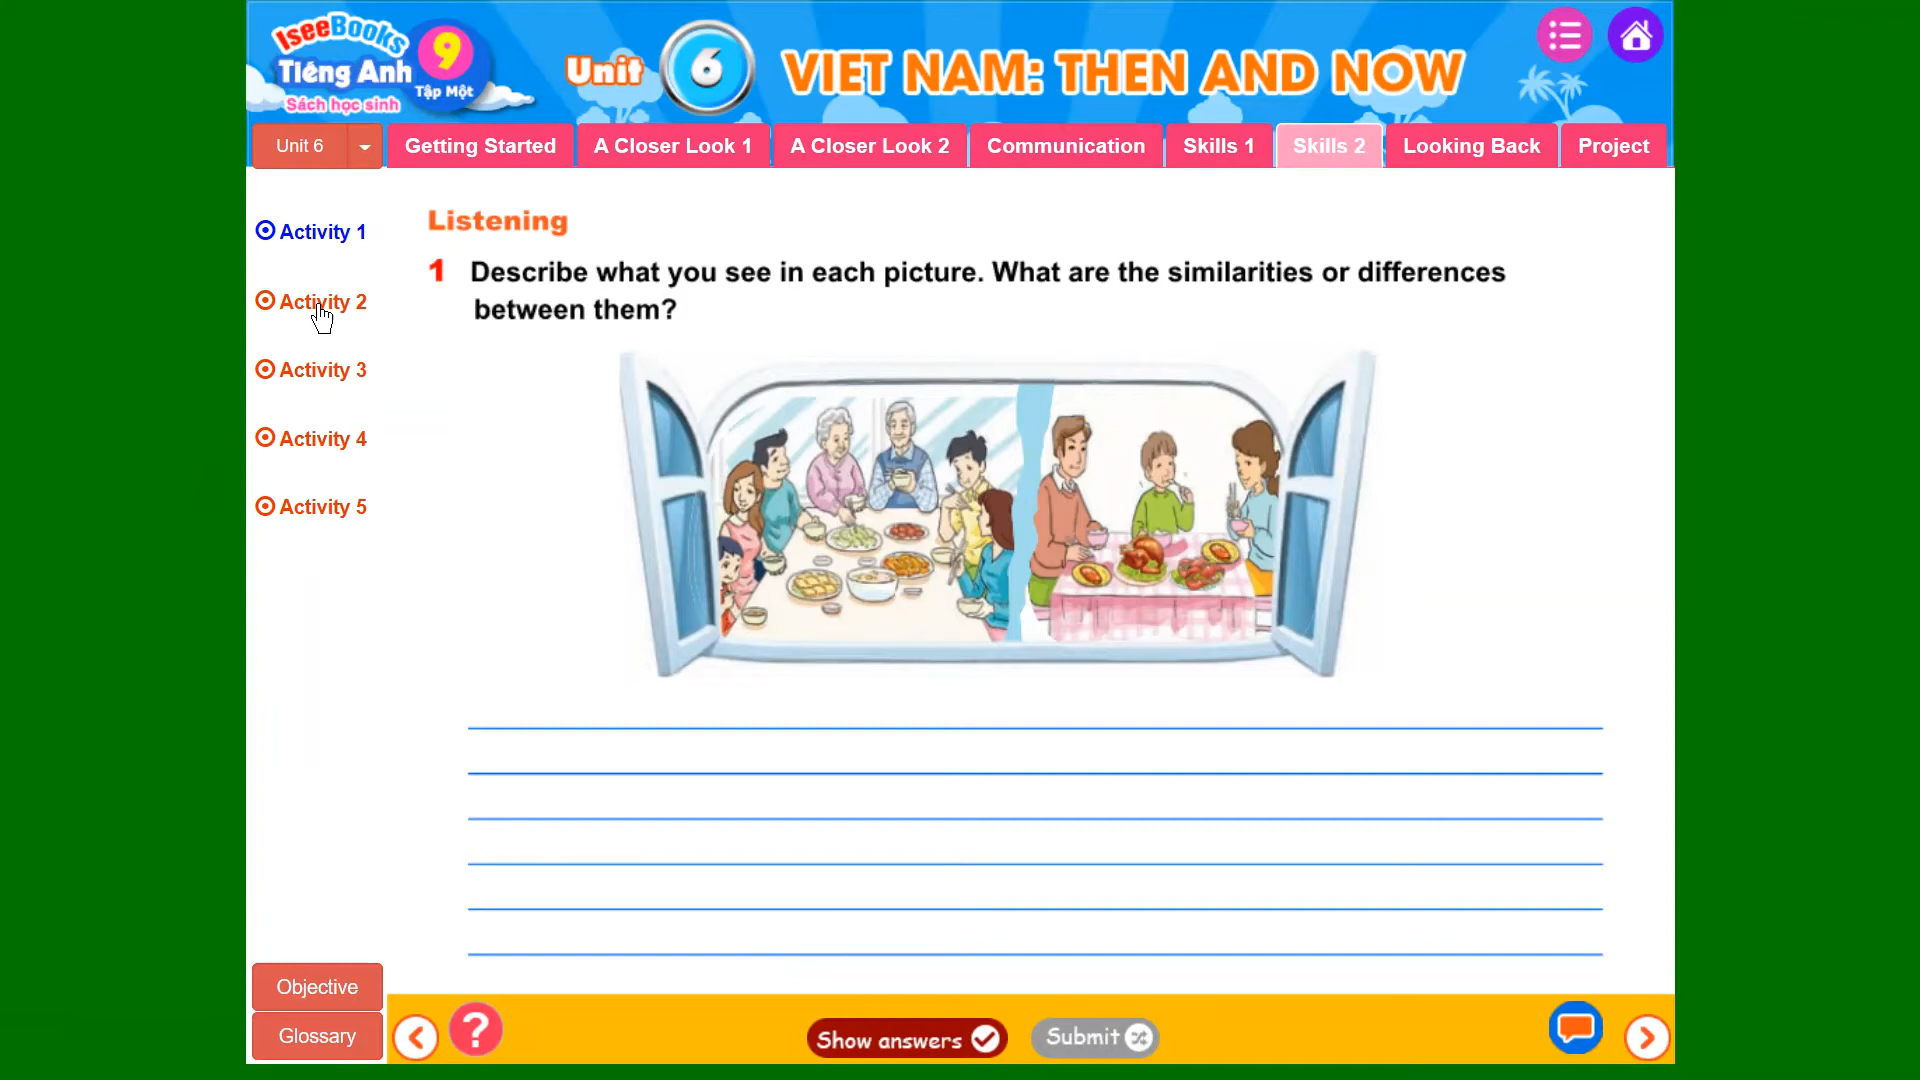 IseeBooks
Tiếng Anh 9
Tập Một
Sách học sinh
Unit 6 VIET NAM: THEN AND NOW
Unit 6 Getting Started A Closer Look 1 A Closer Look 2 Communication Skills 1 Skills 2 Looking Back Project
Activity 1
Activity 2
Activity 3
Activity 4
Activity 5
Listening
1 Describe what you see in each picture. What are the similarities or differences
between them?
Objective
Glossary
?
Show answers
Submit